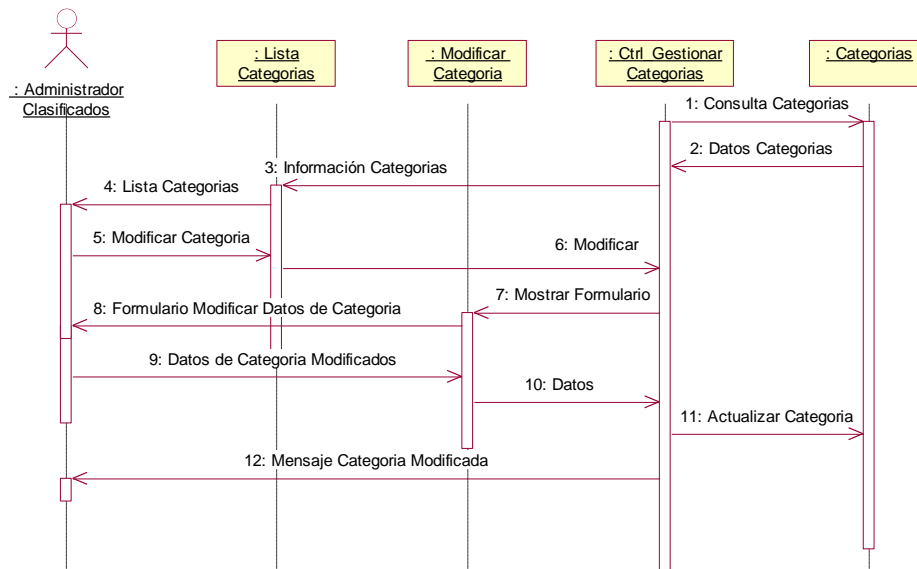 : Lista
Categorias
: Modificar
Categoria
: Ctrl_Gestionar
Categorias
: Categorias
: Administrador
Clasificados
1: Consulta Categorias
2: Datos Categorias
3: Información Categorias
4: Lista Categorias
5: Modificar Categoria
6: Modificar
7: Mostrar Formulario
8: Formulario Modificar Datos de Categoria
9: Datos de Categoria Modificados
10: Datos
11: Actualizar Categoria
12: Mensaje Categoria Modificada